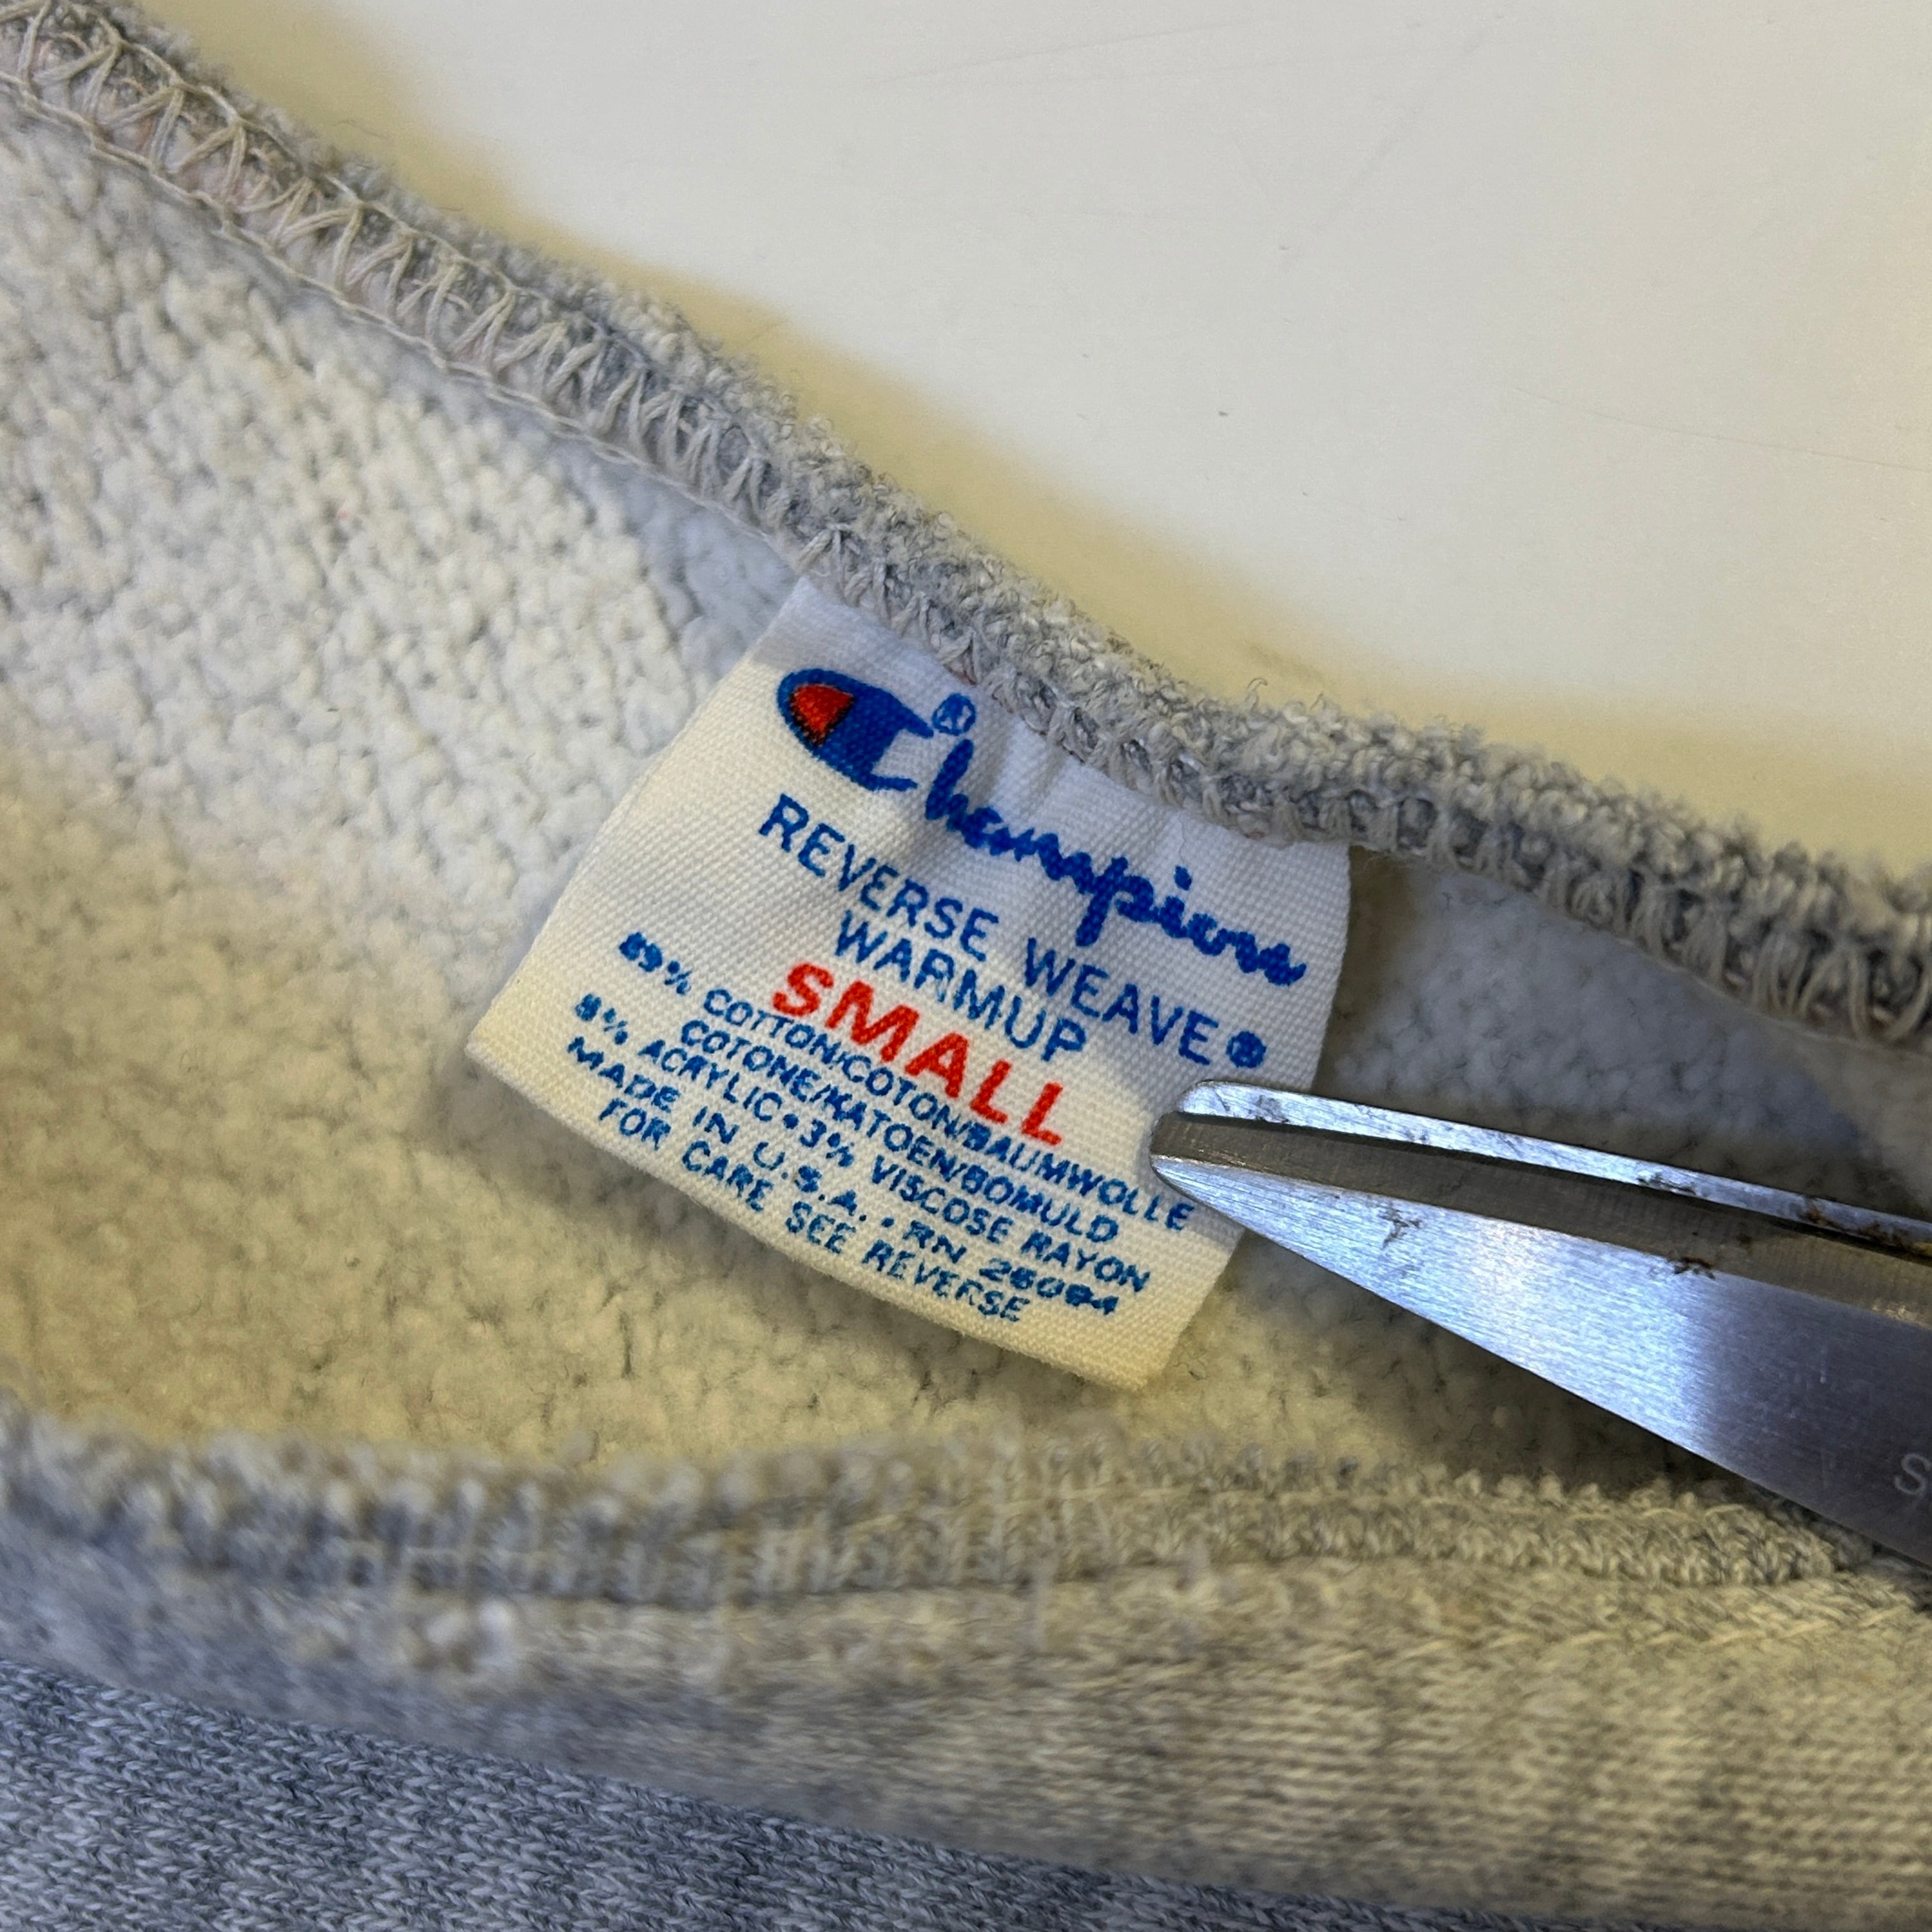 Champion®
REVERSE WEAVE®
WARMUP
SMALL
89% COTTON/COTON/BAUMWOLLE
COTONE/KATOEN/BOMULD
8% ACRYLIC • 3% VISCOSE RAYON
MADE IN U.S.A. • RN 26094
FOR CARE SEE REVERSE
S